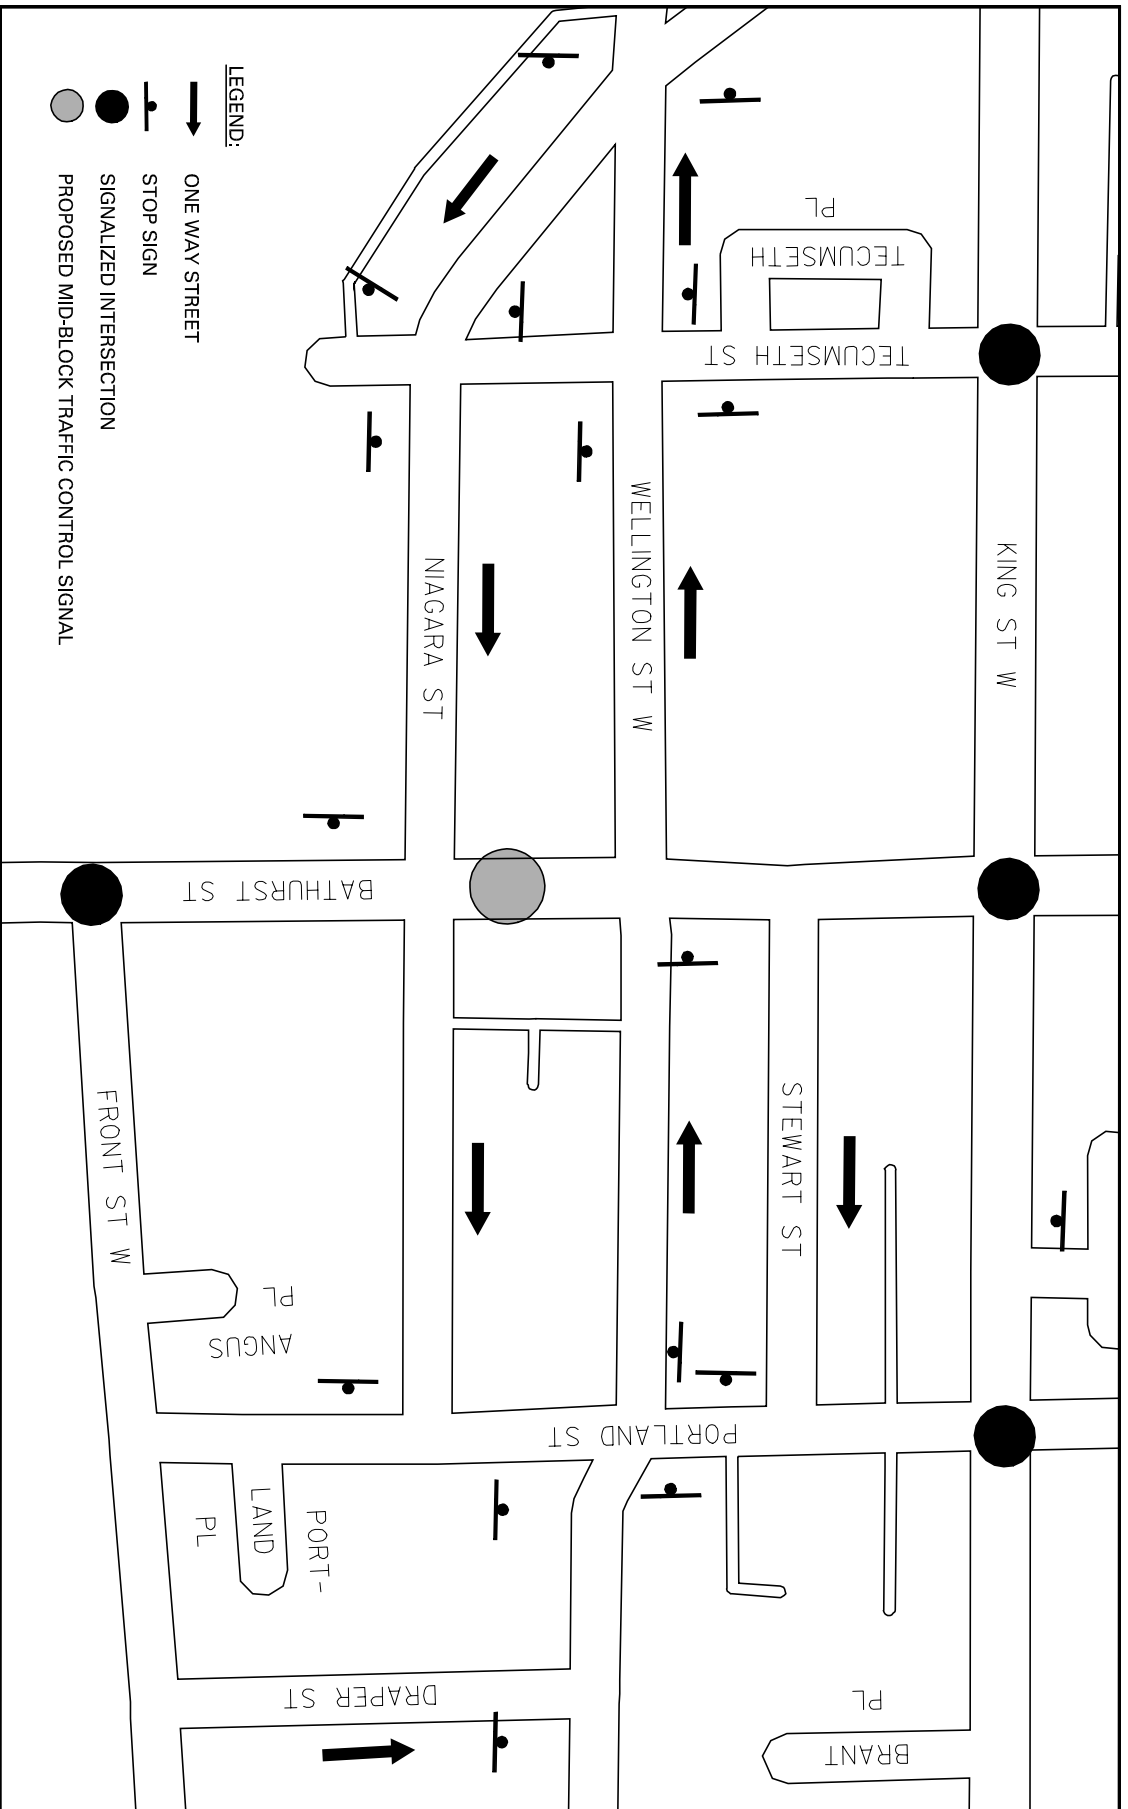 LEGEND:
ONE WAY STREET
STOP SIGN
SIGNALIZED INTERSECTION
PROPOSED MID-BLOCK TRAFFIC CONTROL SIGNAL
KING ST W
TECUMSETH
PL
TECUMSETH ST
WELLINGTON ST W
NIAGARA ST
BATHURST ST
STEWART ST
FRONT ST W
ANGUS
PL
PORTLAND ST
PORT-
LAND
PL
DRAPER ST
BRANT
PL